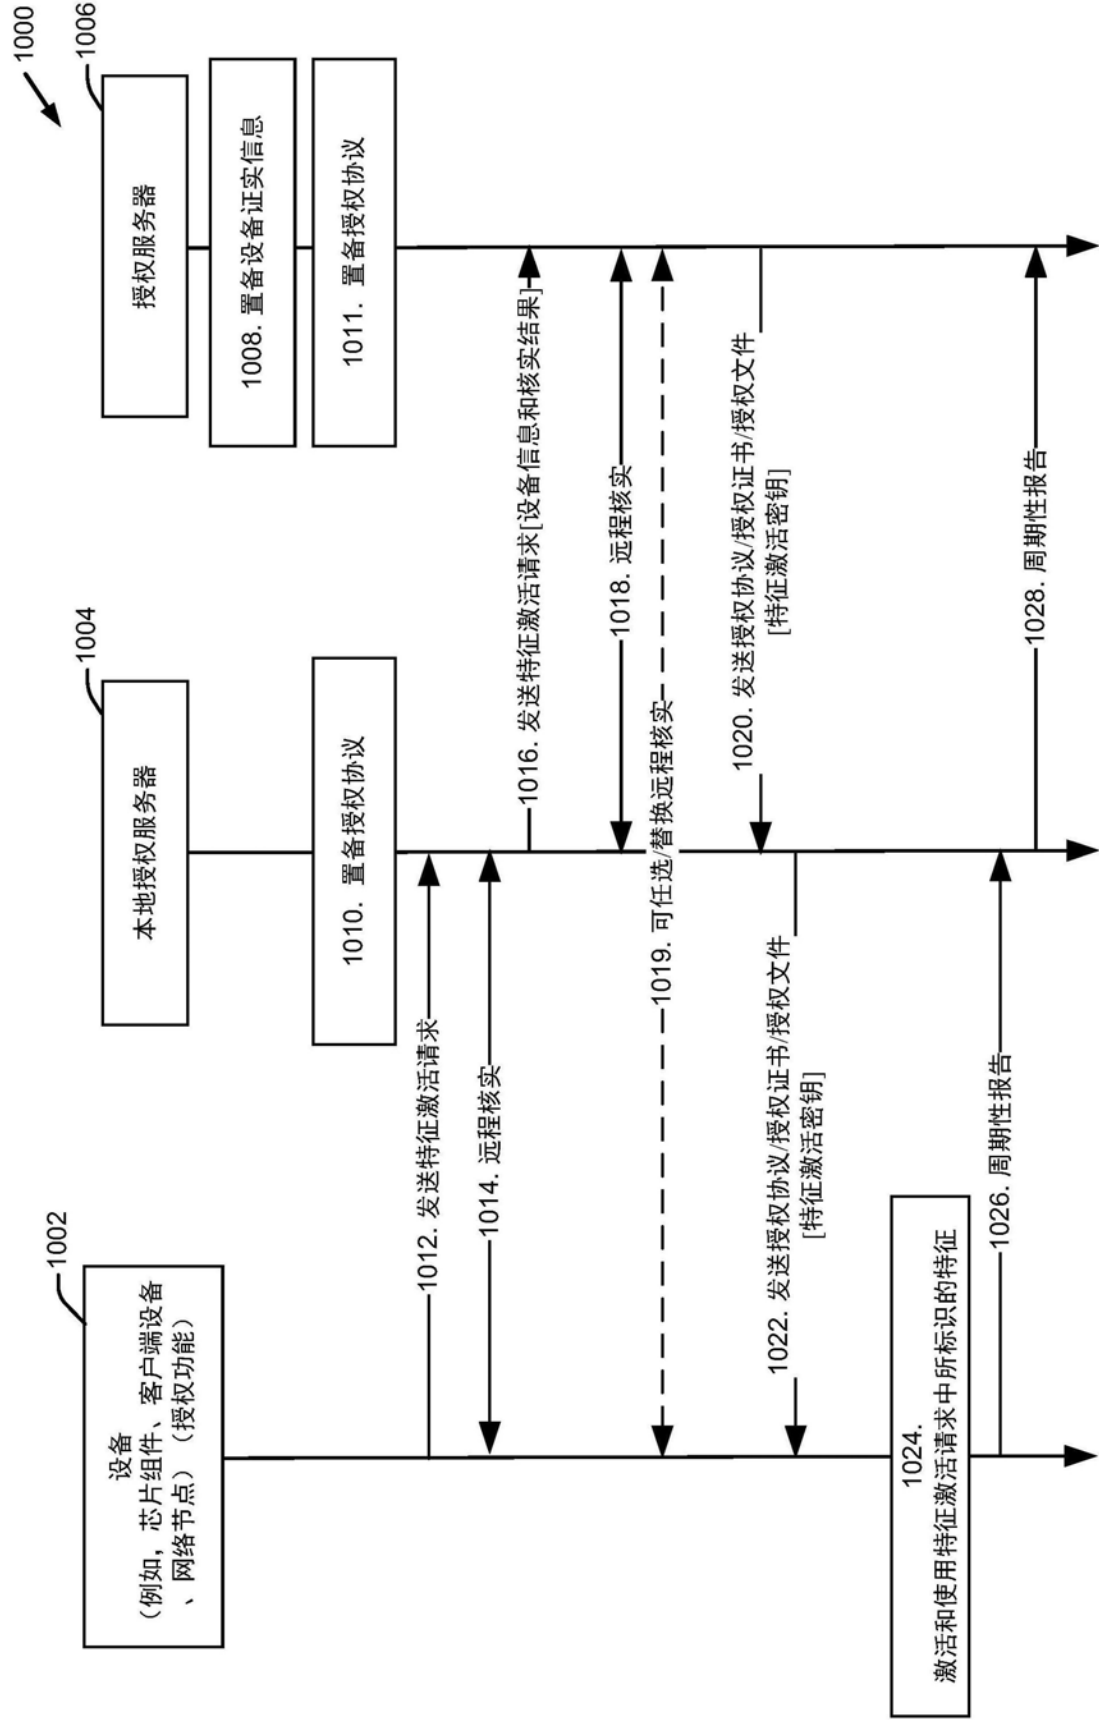 1000
1002
设备
（例如，芯片组件、客户端设备
、网络节点）（授权功能）
1004
本地授权服务器
1006
授权服务器
1008. 置备设备证实信息
1010. 置备授权协议
1011. 置备授权协议
1012. 发送特征激活请求
1014. 远程核实
1016. 发送特征激活请求[设备信息和核实结果]
1018. 远程核实
1019. 可任选/替换远程核实
1020. 发送授权协议/授权证书/授权文件
[特征激活密钥]
1022. 发送授权协议/授权证书/授权文件
[特征激活密钥]
1024.
激活和使用特征激活请求中所标识的特征
1026. 周期性报告
1028. 周期性报告